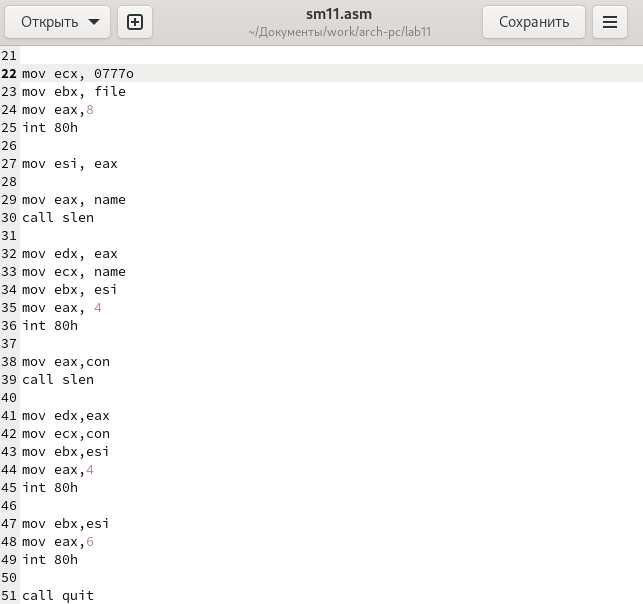 Открыть
sm11.asm
~/Документы/work/arch-pc/lab11
Сохранить
21
22 mov ecx, 0777o
23 mov ebx, file
24 mov eax,8
25 int 80h
26
27 mov esi, eax
28
29 mov eax, name
30 call slen
31
32 mov edx, eax
33 mov ecx, name
34 mov ebx, esi
35 mov eax, 4
36 int 80h
37
38 mov eax,con
39 call slen
40
41 mov edx,eax
42 mov ecx,con
43 mov ebx,esi
44 mov eax,4
45 int 80h
46
47 mov ebx,esi
48 mov eax,6
49 int 80h
50
51 call quit